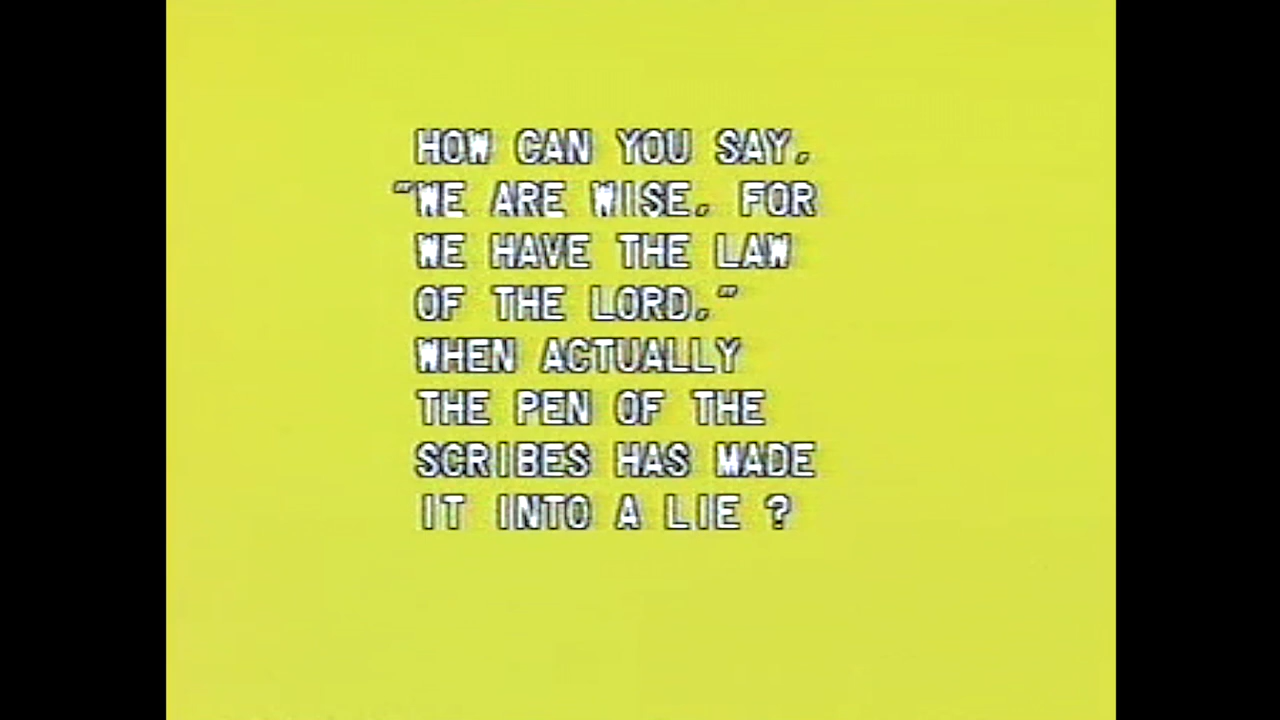 HOW CAN YOU SAY,
"WE ARE WISE, FOR
WE HAVE THE LAW
OF THE LORD,"
WHEN ACTUALLY
THE PEN OF THE
SCRIBES HAS MADE
IT INTO A LIE ?